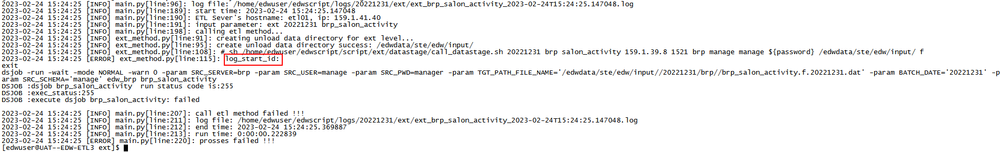 2023-02-24 15:24:25 [INFO] main.py[line:96]: log file: /home/edwuser/edwscript/logs/20221231/ext/ext_brp_salon_activity_2023-02-24T15:24:25.147048.log
2023-02-24 15:24:25 [INFO] main.py[line:189]: start time: 2023-02-24 15:24:25.147048
2023-02-24 15:24:25 [INFO] main.py[line:190]: ETL Sever's hostname: etl01, ip: 159.1.41.40
2023-02-24 15:24:25 [INFO] main.py[line:191]: input parameter: ext 20221231 brp_salon_activity
2023-02-24 15:24:25 [INFO] main.py[line:198]: calling etl method...
2023-02-24 15:24:25 [INFO] ext_method.py[line:91]: creating unload data directory for ext level...
2023-02-24 15:24:25 [INFO] ext_method.py[line:95]: create unload data directory success: /edwdata/ste/edw/input/
2023-02-24 15:24:25 [INFO] ext_method.py[line:108]: # sh /home/edwuser/edwscript/script/ext/datastage/call_datastage.sh 20221231 brp salon_activity 159.1.39.8 1521 brp manage manage ${password} /edwdata/ste/edw/input/ f
2023-02-24 15:24:25 [ERROR] ext_method.py[line:115]: log_start_id:
exit
dsjob -run -wait -mode NORMAL -warn 0 -param SRC_SERVER=brp -param SRC_USER=manage -param SRC_PWD=manager -param TGT_PATH_FILE_NAME='/edwdata/ste/edw/input//20221231/brp//brp_salon_activity.f.20221231.dat' -param BATCH_DATE='20221231' -p
aram SRC_SCHEMA='manage' edw_brp brp_salon_activity
DSJOB :dsjob brp_salon_activity  run status code is:255
DSJOB :exec_status:255
DSJOB :execute dsjob brp_salon_activity: failed
2023-02-24 15:24:25 [INFO] main.py[line:207]: call etl method failed !!!
2023-02-24 15:24:25 [INFO] main.py[line:211]: log file: /home/edwuser/edwscript/logs/20221231/ext/ext_brp_salon_activity_2023-02-24T15:24:25.147048.log
2023-02-24 15:24:25 [INFO] main.py[line:212]: end time: 2023-02-24 15:24:25.369887
2023-02-24 15:24:25 [INFO] main.py[line:213]: run time: 0:00:00.222839
2023-02-24 15:24:25 [ERROR] main.py[line:220]: prosses failed !!!
[edwuser@UAT--EDW-ETL3 ext]$